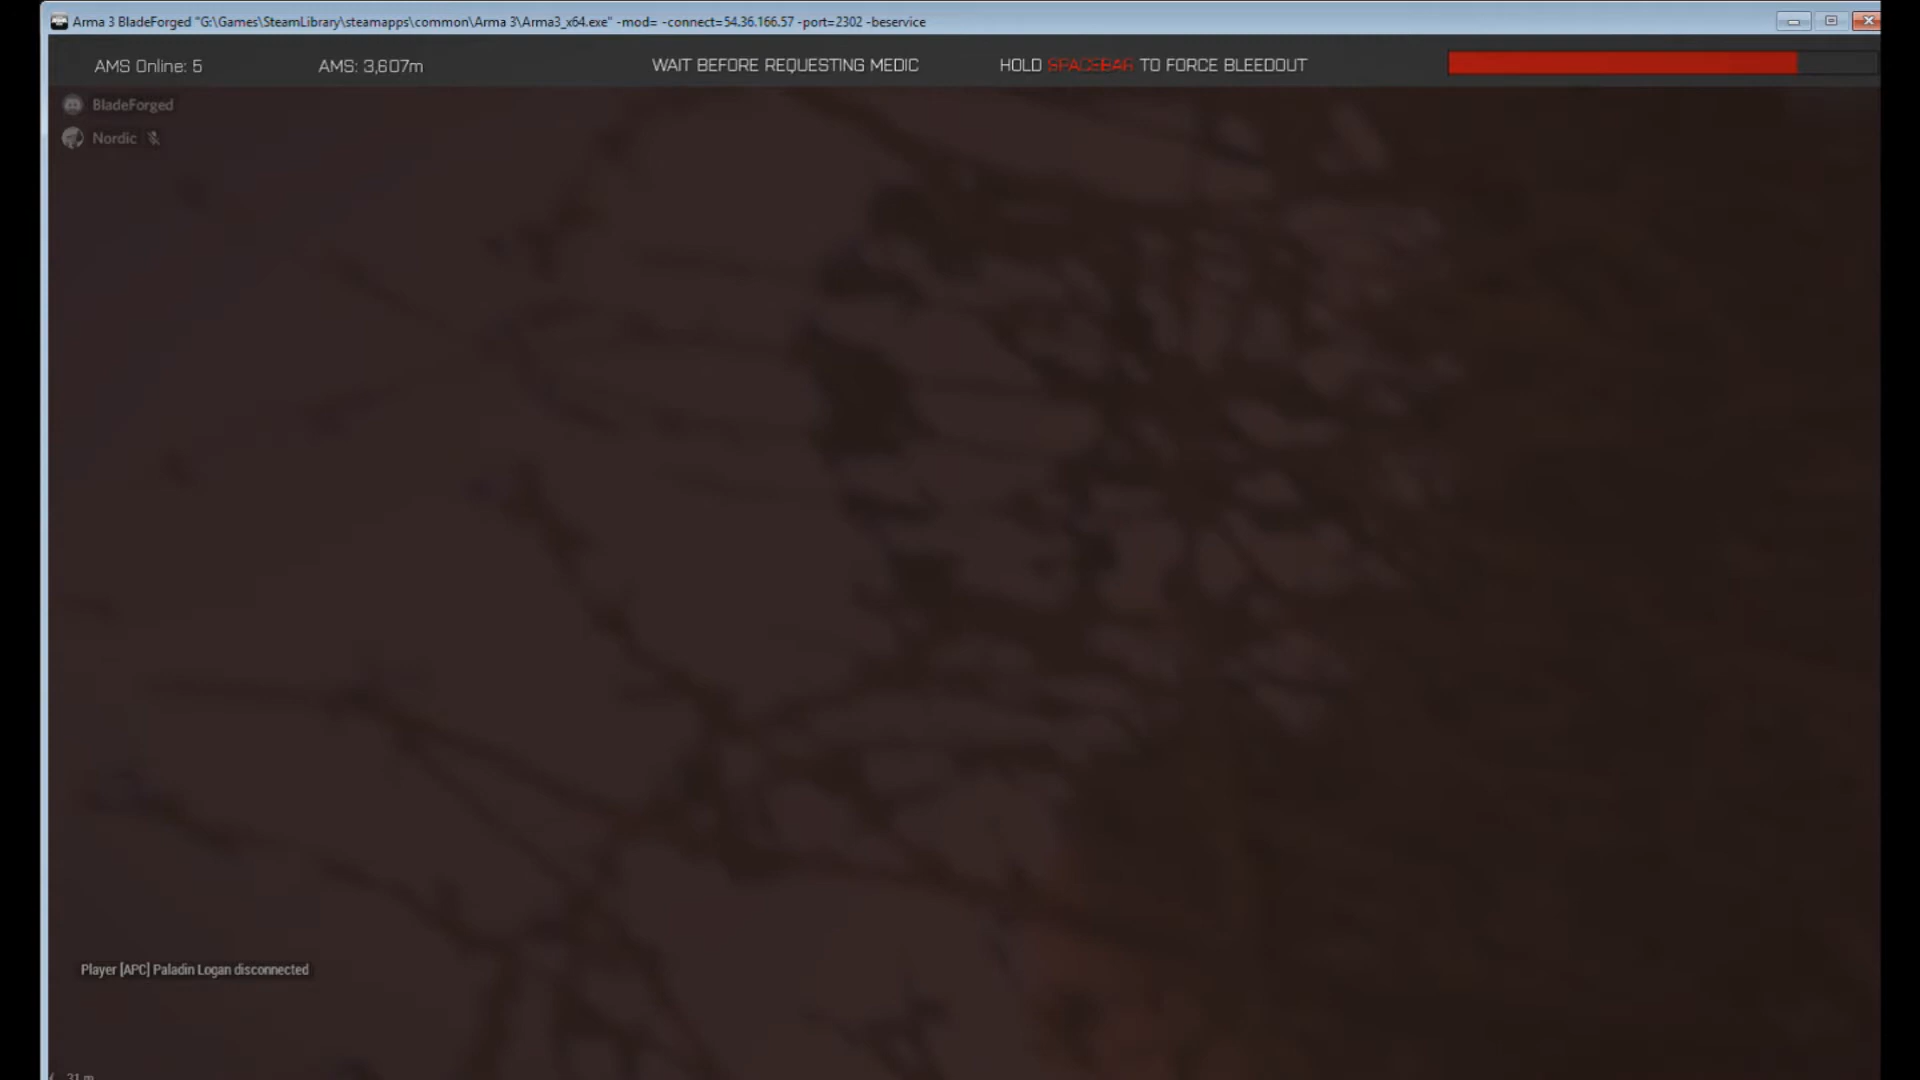 Arma 3 BladeForged "G:\Games\SteamLibrary\steamapps\common\Arma 3\Arma3_x64.exe" -mod= -connect=54.36.166.57 -port=2302 -beservice
AMS Online: 5 AMS: 3,607m WAIT BEFORE REQUESTING MEDIC HOLD SPACEBAR TO FORCE BLEEDOUT
BladeForged
Nordic
Player [APC] Paladin Logan disconnected
31 m